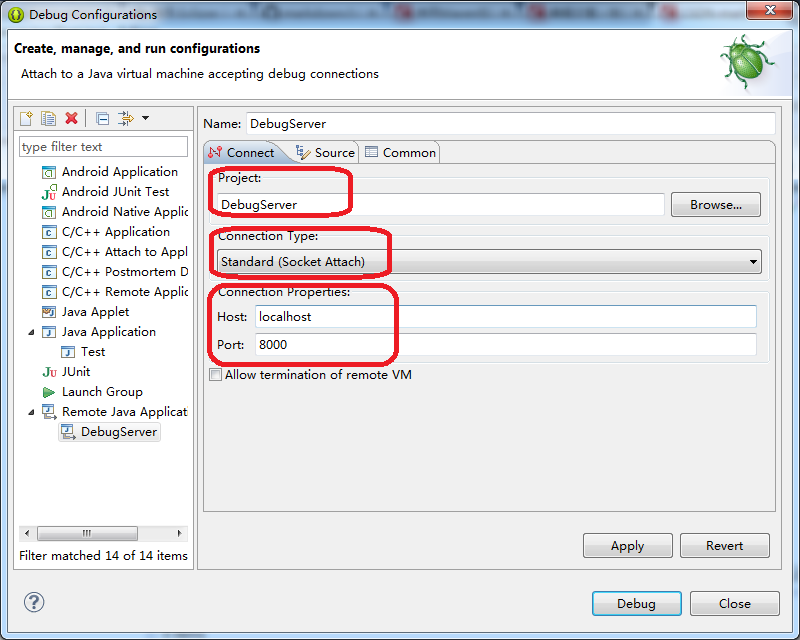 Debug Configurations
Create, manage, and run configurations
Attach to a Java virtual machine accepting debug connections
type filter text
Android Application
Android JUnit Test
Android Native Applic
C/C++ Application
C/C++ Attach to Appl
C/C++ Postmortem D
C/C++ Remote Applic
Java Applet
Java Application
Test
JUnit
Launch Group
Remote Java Applicat
DebugServer
Filter matched 14 of 14 items
Name: DebugServer
Connect Source Common
Project:
DebugServer Browse...
Connection Type:
Standard (Socket Attach)
Connection Properties:
Host: localhost
Port: 8000
Allow termination of remote VM
Apply Revert
Debug Close